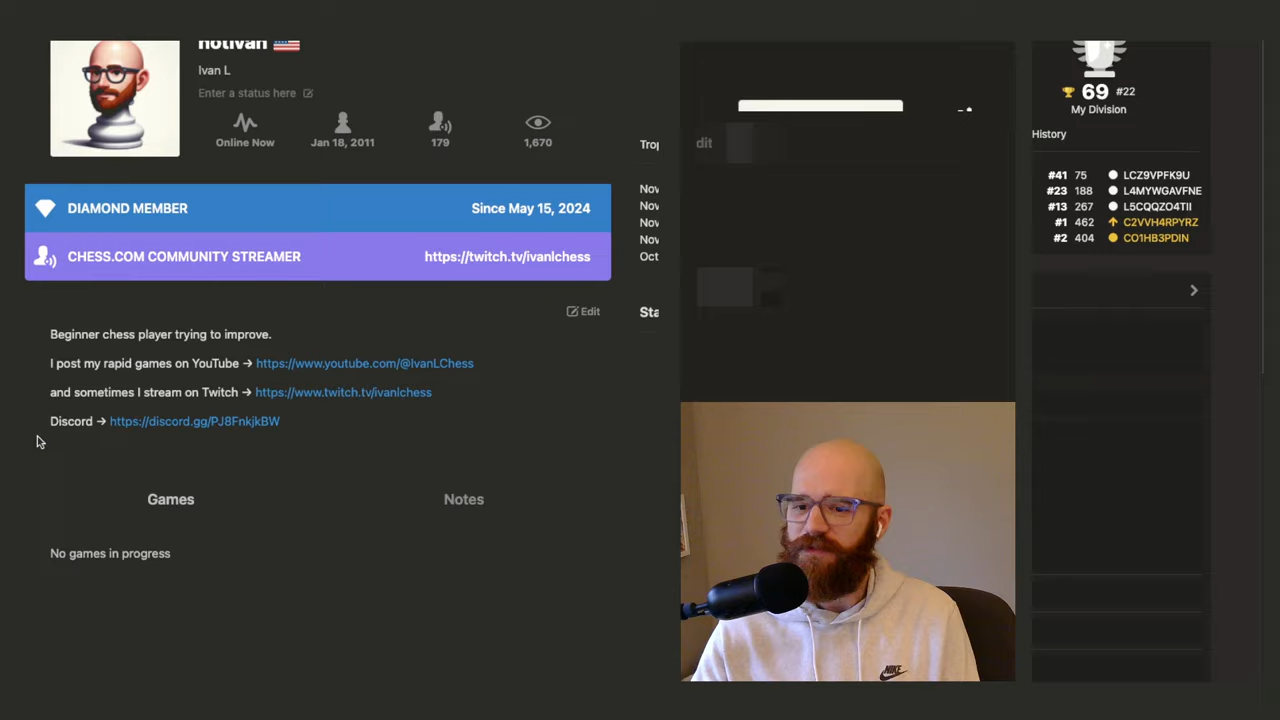 notivan
Ivan L
Enter a status here
Online Now
Jan 18, 2011
179
1,670
DIAMOND MEMBER
Since May 15, 2024
CHESS.COM COMMUNITY STREAMER
https://twitch.tv/ivanlchess
Edit
Beginner chess player trying to improve.
I post my rapid games on YouTube → https://www.youtube.com/@IvanLChess
and sometimes I stream on Twitch → https://www.twitch.tv/ivanlchess
Discord → https://discord.gg/PJ8FnkjkBW
Games
Notes
No games in progress
Trop
Nov
Nov
Nov
Nov
Oct
Sta
dit
NIKE
69 #22
My Division
History
#41 75 LCZ9VPFK9U
#23 188 L4MYWGAVFNE
#13 267 L5CQQZO4TII
#1 462 C2VVH4RPYRZ
#2 404 CO1HB3PDIN